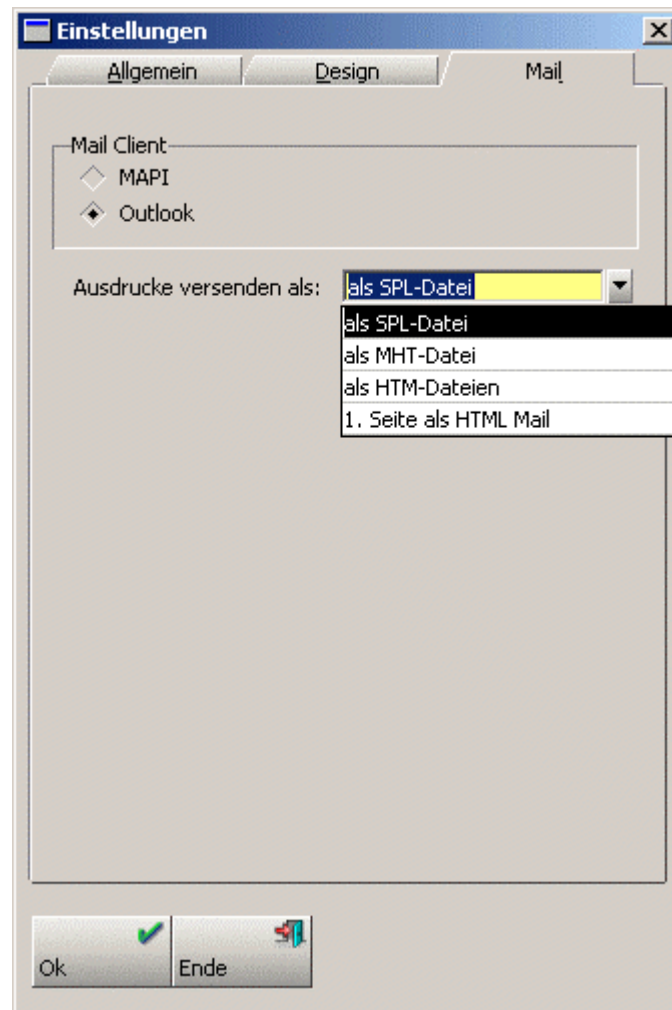 Einstellungen
Allgemein Design Mail
Mail Client
MAPI
Outlook
Ausdrucke versenden als: als SPL-Datei
als SPL-Datei
als MHT-Datei
als HTM-Dateien
1. Seite als HTML Mail
Ok Ende